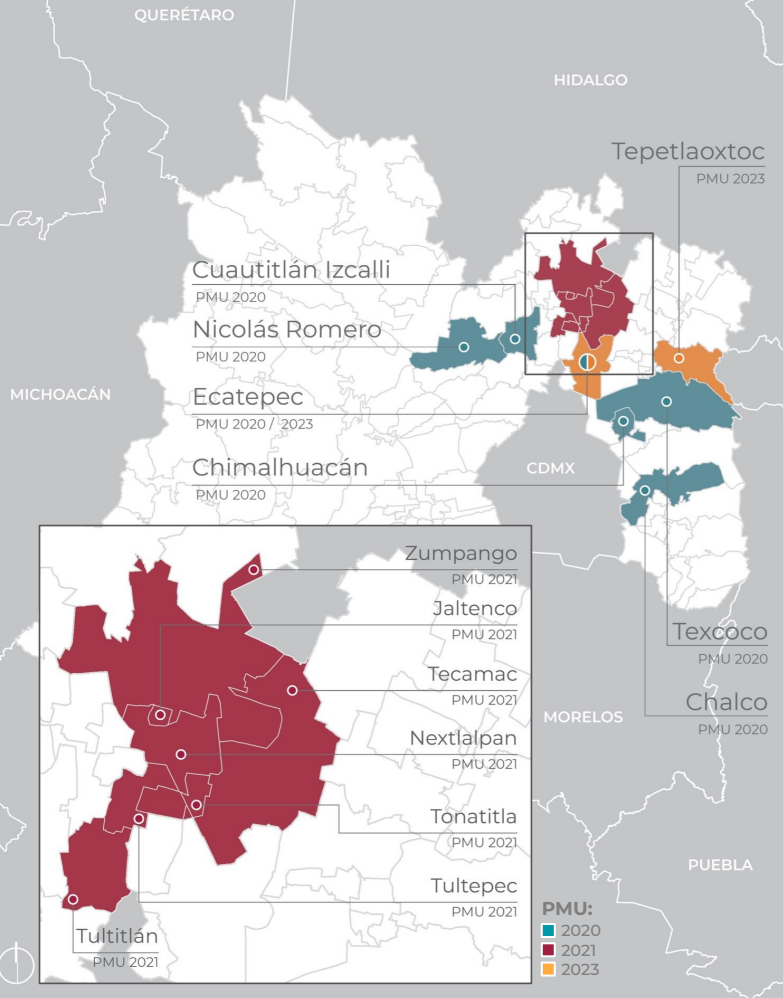 QUERÉTARO
HIDALGO
Tepetlaoxtoc
PMU 2023
Cuautitlán Izcalli
PMU 2020
Nicolás Romero
PMU 2020
MICHOACÁN
Ecatepec
PMU 2020 / 2023
Chimalhuacán
PMU 2020
CDMX
Zumpango
PMU 2021
Jaltenco
PMU 2021
Texcoco
PMU 2020
Tecamac
PMU 2021
Chalco
PMU 2020
MORELOS
Nextlalpan
PMU 2021
Tonatitla
PMU 2021
PUEBLA
Tultepec
PMU 2021
Tultitlán
PMU 2021
PMU:
2020
2021
2023